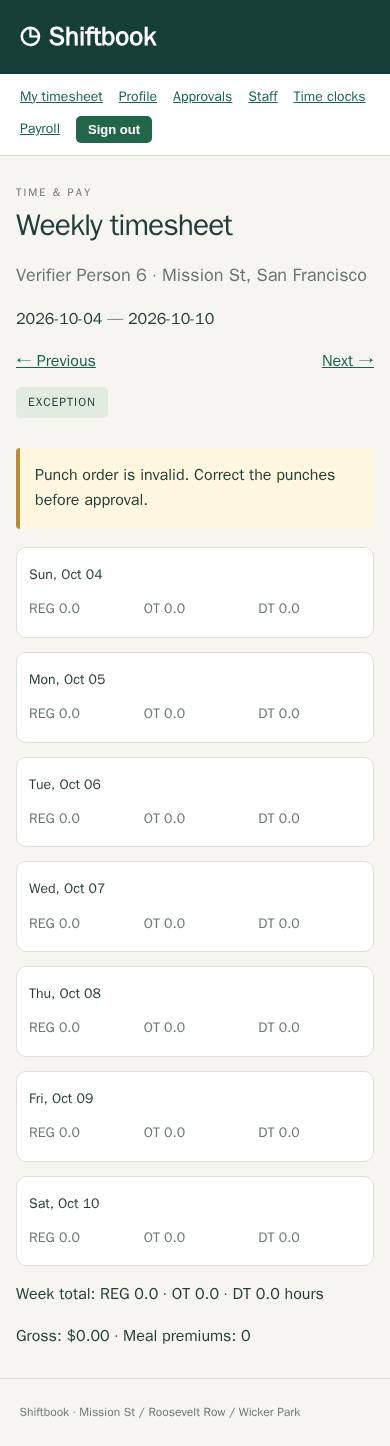 Shiftbook
My timesheet Profile Approvals Staff Time clocks
Payroll Sign out
TIME & PAY
Weekly timesheet
Verifier Person 6 · Mission St, San Francisco
2026-10-04 — 2026-10-10
← Previous Next →
EXCEPTION
Punch order is invalid. Correct the punches
before approval.
Sun, Oct 04
REG 0.0 OT 0.0 DT 0.0
Mon, Oct 05
REG 0.0 OT 0.0 DT 0.0
Tue, Oct 06
REG 0.0 OT 0.0 DT 0.0
Wed, Oct 07
REG 0.0 OT 0.0 DT 0.0
Thu, Oct 08
REG 0.0 OT 0.0 DT 0.0
Fri, Oct 09
REG 0.0 OT 0.0 DT 0.0
Sat, Oct 10
REG 0.0 OT 0.0 DT 0.0
Week total: REG 0.0 · OT 0.0 · DT 0.0 hours
Gross: $0.00 · Meal premiums: 0
Shiftbook · Mission St / Roosevelt Row / Wicker Park